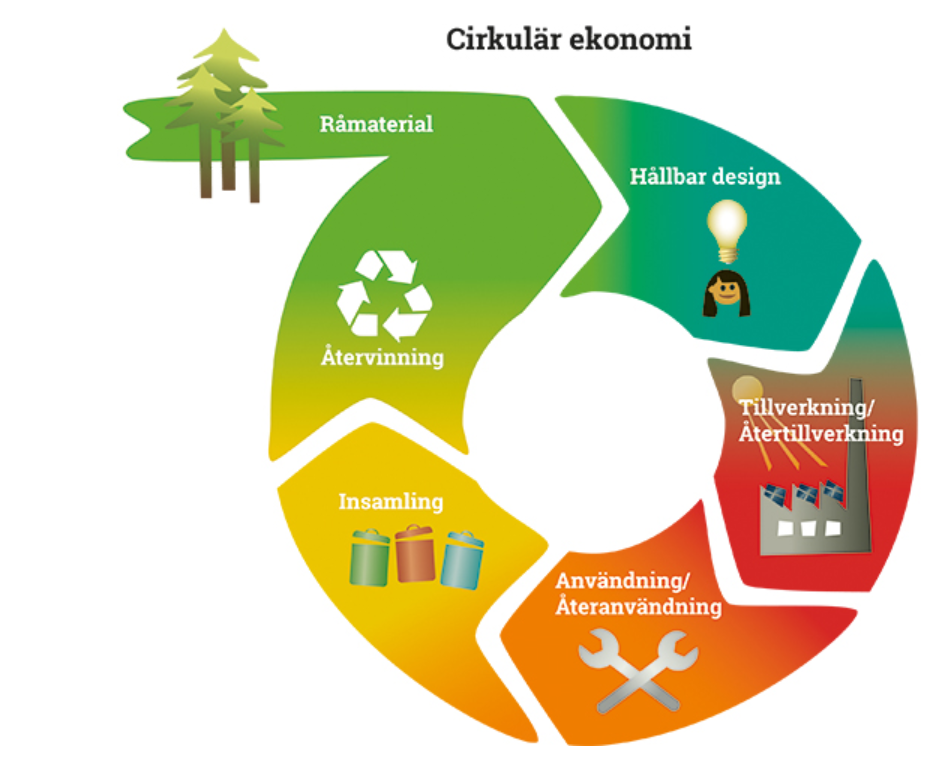 Cirkulär ekonomi
Råmaterial
Hållbar design
Tillverkning/
Återtillverkning
Användning/
Återanvändning
Insamling
Återvinning